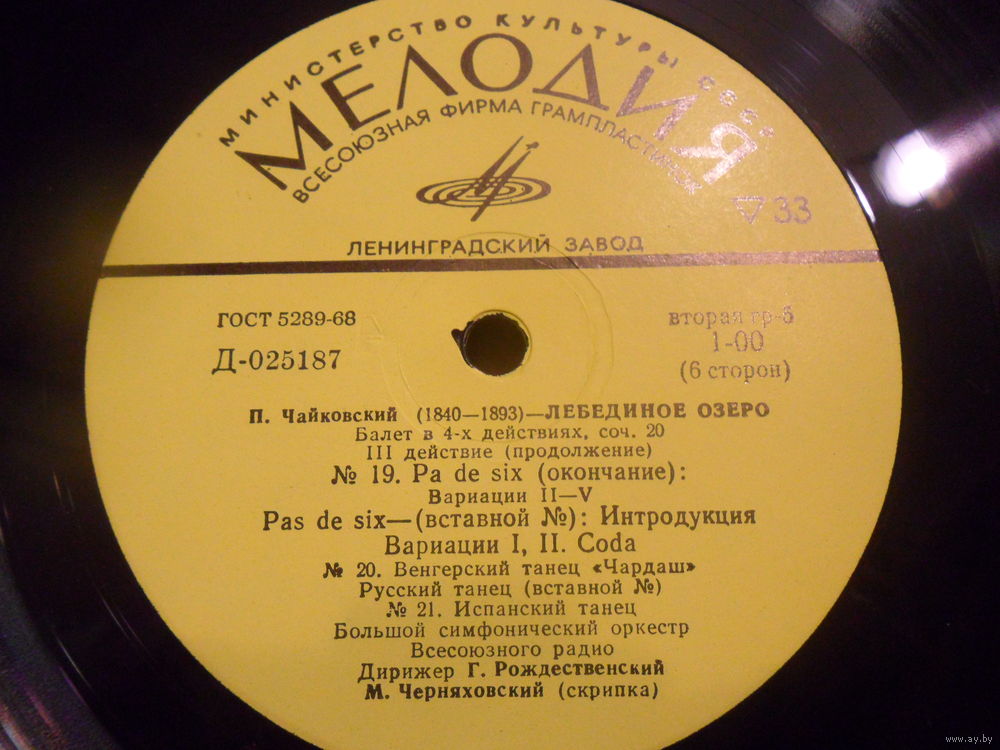 МИНИСТЕРСТВО КУЛЬТУРЫ СССР
МЕЛОДИЯ
ВСЕСОЮЗНАЯ ФИРМА ГРАМПЛАСТИНОК
33
ЛЕНИНГРАДСКИЙ ЗАВОД
ГОСТ 5289-68
Д-025187
вторая гр-б
1-00
(6 сторон)
П. Чайковский (1840—1893)—ЛЕБЕДИНОЕ ОЗЕРО
Балет в 4-х действиях, соч. 20
III действие (продолжение)
№ 19. Pa de six (окончание):
Вариации II—V
Pas de six—(вставной №): Интродукция
Вариации I, II. Coda
№ 20. Венгерский танец «Чардаш»
Русский танец (вставной №)
№ 21. Испанский танец
Большой симфонический оркестр
Всесоюзного радио
Дирижер Г. Рождественский
М. Черняховский (скрипка)
www.ay.by